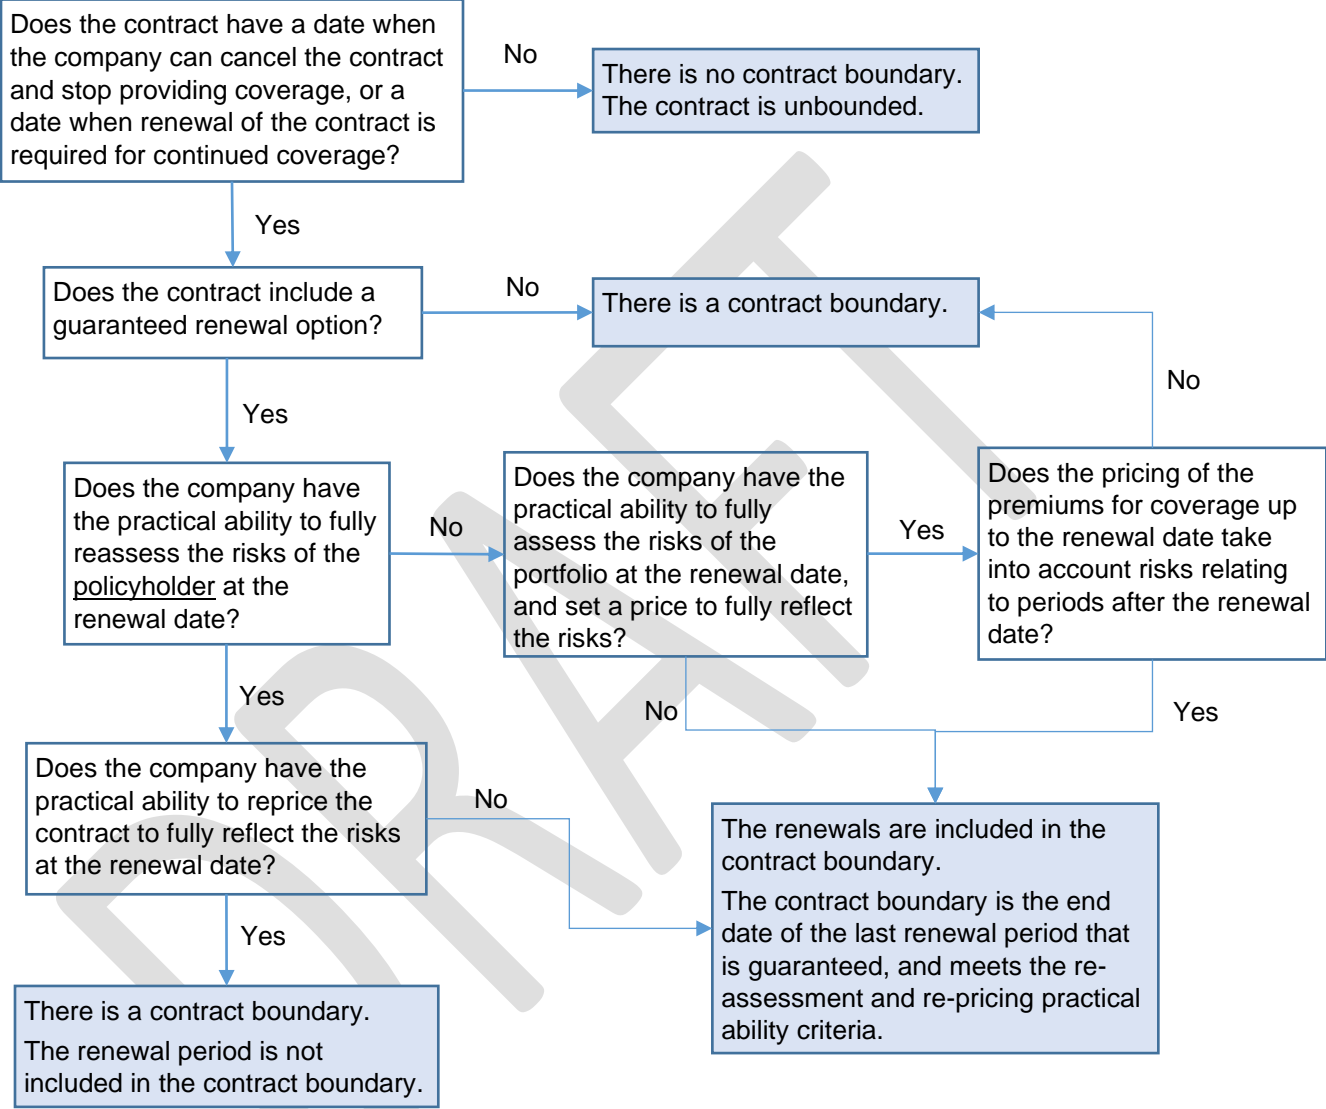 Does the contract have a date when
the company can cancel the contract
and stop providing coverage, or a
date when renewal of the contract is
required for continued coverage?
No
There is no contract boundary.
The contract is unbounded.
Yes
Does the contract include a
guaranteed renewal option?
No
There is a contract boundary.
No
Yes
Does the company have
the practical ability to fully
reassess the risks of the
policyholder at the
renewal date?
No
Does the company have the
practical ability to fully
assess the risks of the
portfolio at the renewal date,
and set a price to fully reflect
the risks?
Yes
Does the pricing of the
premiums for coverage up
to the renewal date take
into account risks relating
to periods after the renewal
date?
Yes
No
Yes
Does the company have the
practical ability to reprice the
contract to fully reflect the risks
at the renewal date?
No
The renewals are included in the
contract boundary.
The contract boundary is the end
date of the last renewal period that
is guaranteed, and meets the re-
assessment and re-pricing practical
ability criteria.
Yes
There is a contract boundary.
The renewal period is not
included in the contract boundary.
DRAFT